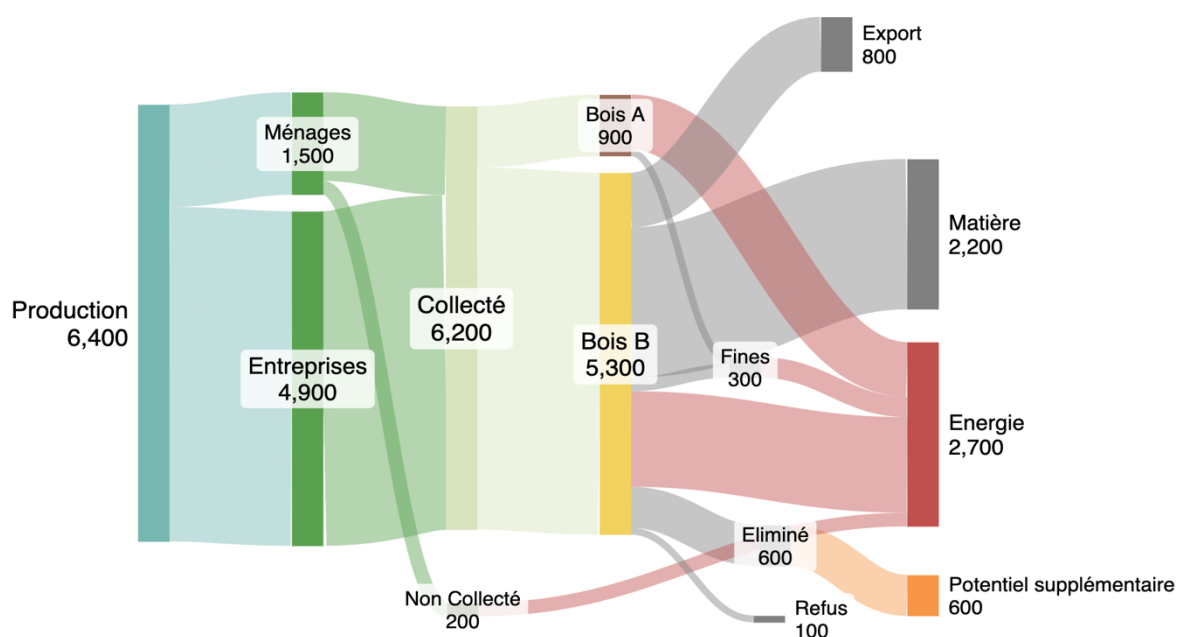 Production
6,400
Ménages
1,500
Entreprises
4,900
Collecté
6,200
Non Collecté
200
Bois A
900
Bois B
5,300
Fines
300
Eliminé
600
Refus
100
Export
800
Matière
2,200
Energie
2,700
Potentiel supplémentaire
600